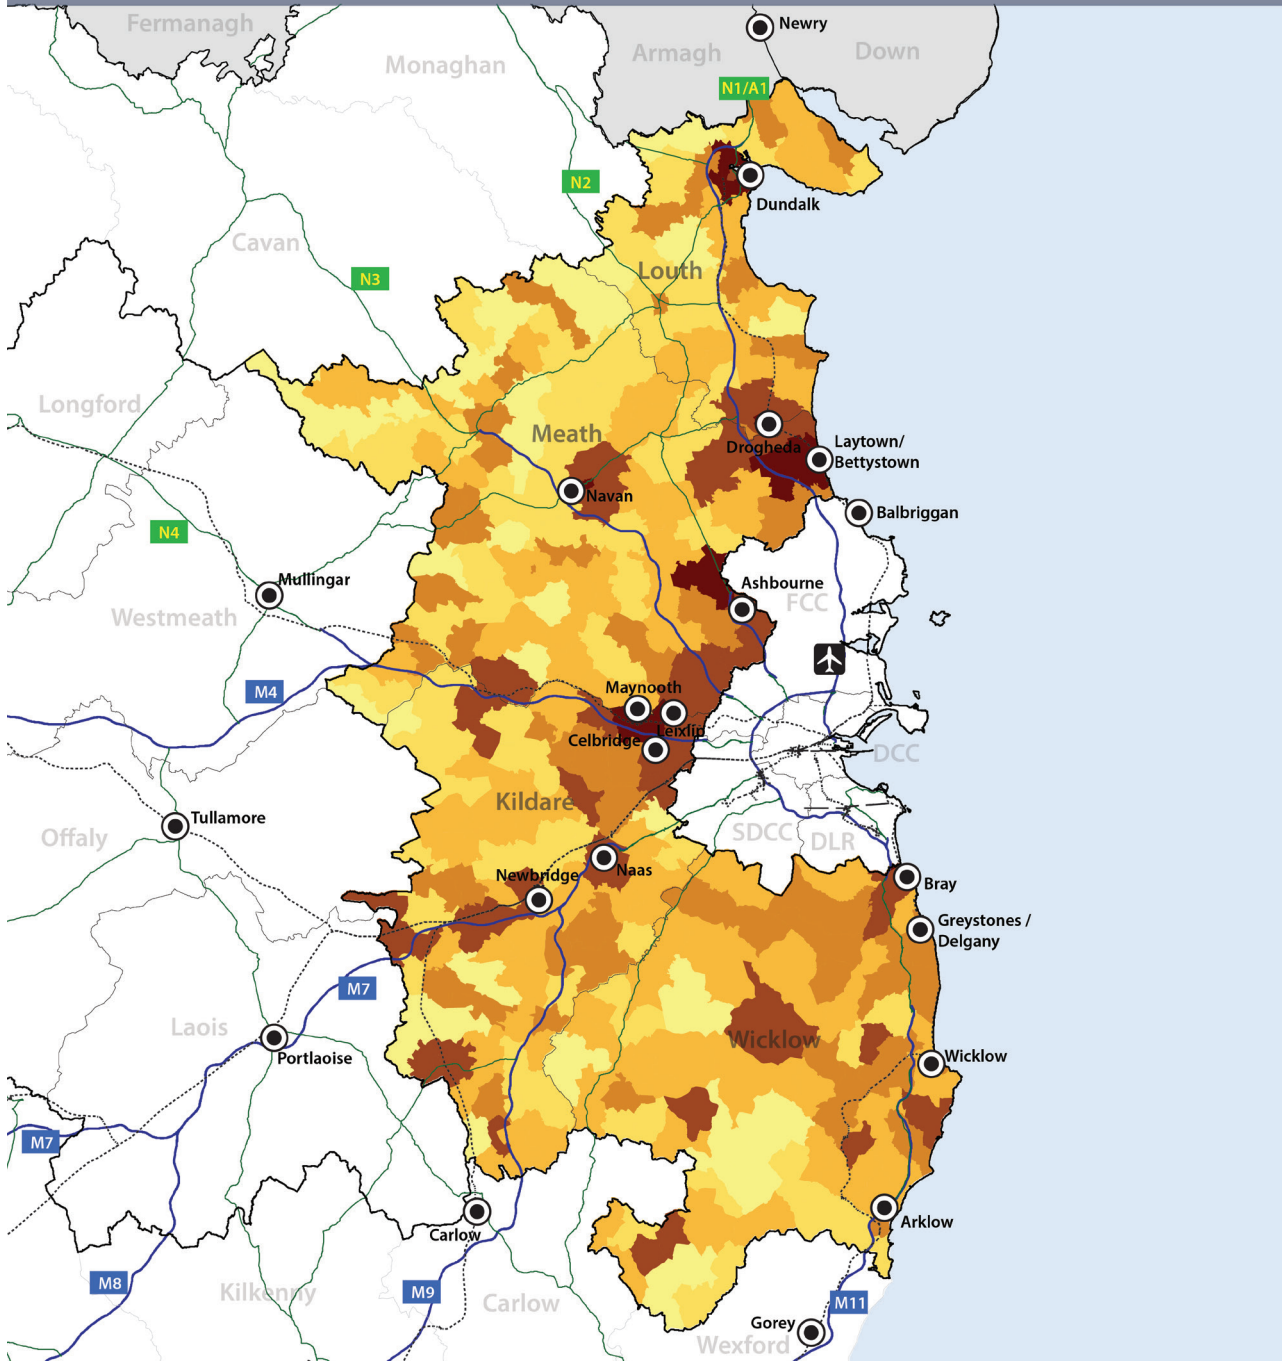 Newry
Fermanagh
Armagh
Down
Monaghan
N1/A1
N2
Dundalk
Cavan
Louth
N3
Longford
Meath
Drogheda
Laytown/
Bettystown
Navan
Balbriggan
N4
Mullingar
Ashbourne
FCC
Westmeath
M4
Maynooth
Leixlip
Celbridge
DCC
Kildare
Tullamore
Offaly
SDCC
DLR
Naas
Newbridge
Bray
Greystones /
Delgany
M7
Laois
Wicklow
Portlaoise
Wicklow
M7
Arklow
Carlow
M8
Kilkenny
M9
Carlow
M11
Gorey
Wexford